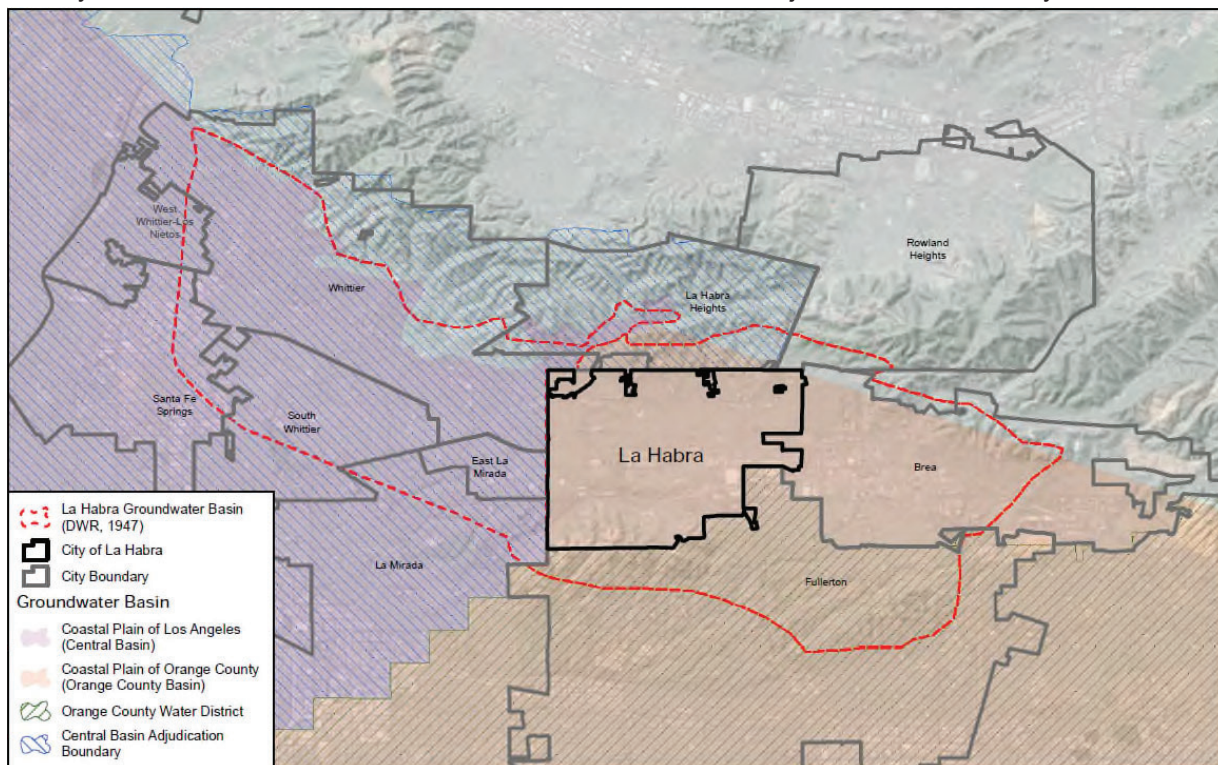 Rowland
Heights
West
Whittier-Los
Nietos
Whittier
La Habra
Heights
Santa Fe
Springs
South
Whittier
East La
Mirada
La Habra
Brea
La Mirada
Fullerton
La Habra Groundwater Basin
(DWR, 1947)
City of La Habra
City Boundary
Groundwater Basin
Coastal Plain of Los Angeles
(Central Basin)
Coastal Plain of Orange County
(Orange County Basin)
Orange County Water District
Central Basin Adjudication
Boundary